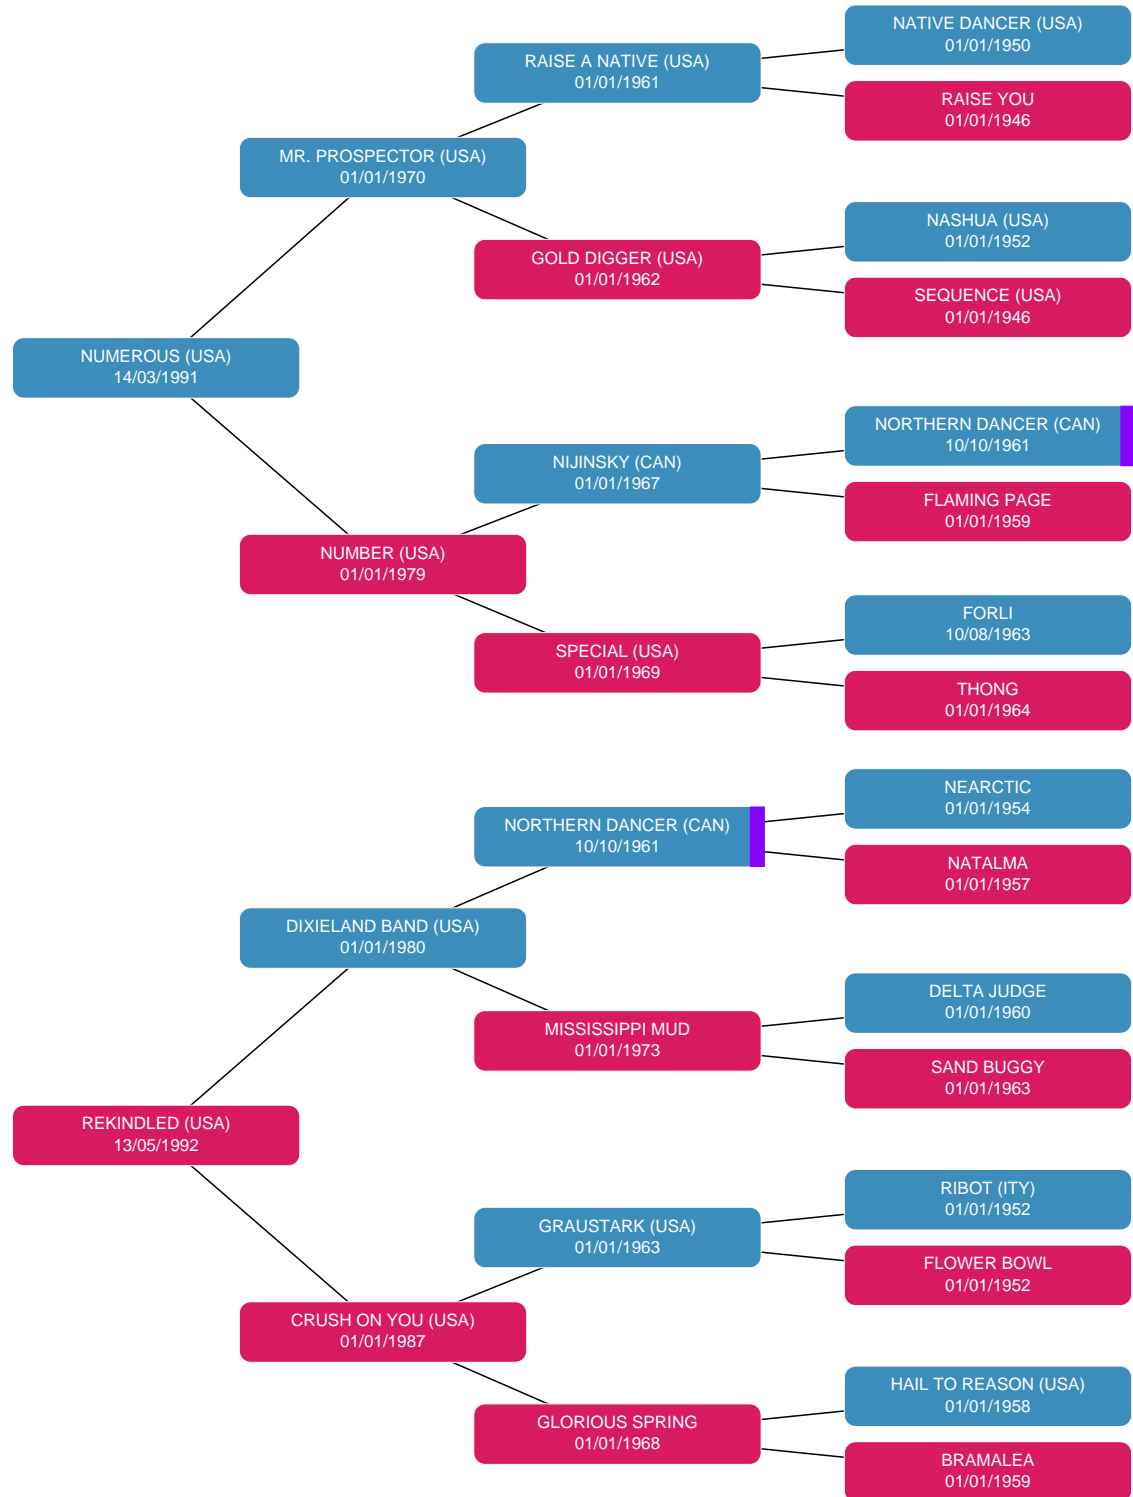 NATIVE DANCER (USA)
01/01/1950
RAISE A NATIVE (USA)
01/01/1961
RAISE YOU
01/01/1946
MR. PROSPECTOR (USA)
01/01/1970
NASHUA (USA)
01/01/1952
GOLD DIGGER (USA)
01/01/1962
SEQUENCE (USA)
01/01/1946
NUMEROUS (USA)
14/03/1991
NORTHERN DANCER (CAN)
10/10/1961
NIJINSKY (CAN)
01/01/1967
FLAMING PAGE
01/01/1959
NUMBER (USA)
01/01/1979
FORLI
10/08/1963
SPECIAL (USA)
01/01/1969
THONG
01/01/1964
NEARCTIC
01/01/1954
NORTHERN DANCER (CAN)
10/10/1961
NATALMA
01/01/1957
DIXIELAND BAND (USA)
01/01/1980
DELTA JUDGE
01/01/1960
MISSISSIPPI MUD
01/01/1973
SAND BUGGY
01/01/1963
REKINDLED (USA)
13/05/1992
RIBOT (ITY)
01/01/1952
GRAUSTARK (USA)
01/01/1963
FLOWER BOWL
01/01/1952
CRUSH ON YOU (USA)
01/01/1987
HAIL TO REASON (USA)
01/01/1958
GLORIOUS SPRING
01/01/1968
BRAMALEA
01/01/1959